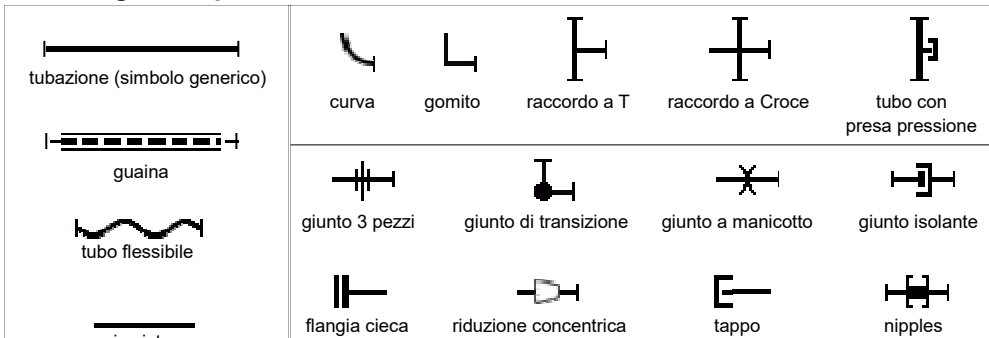 tubazione (simbolo generico)
guaina
tubo flessibile
curva
gomito
raccordo a T
raccordo a Croce
tubo con
presa pressione
giunto 3 pezzi
giunto di transizione
giunto a manicotto
giunto isolante
flangia cieca
riduzione concentrica
tappo
nipples